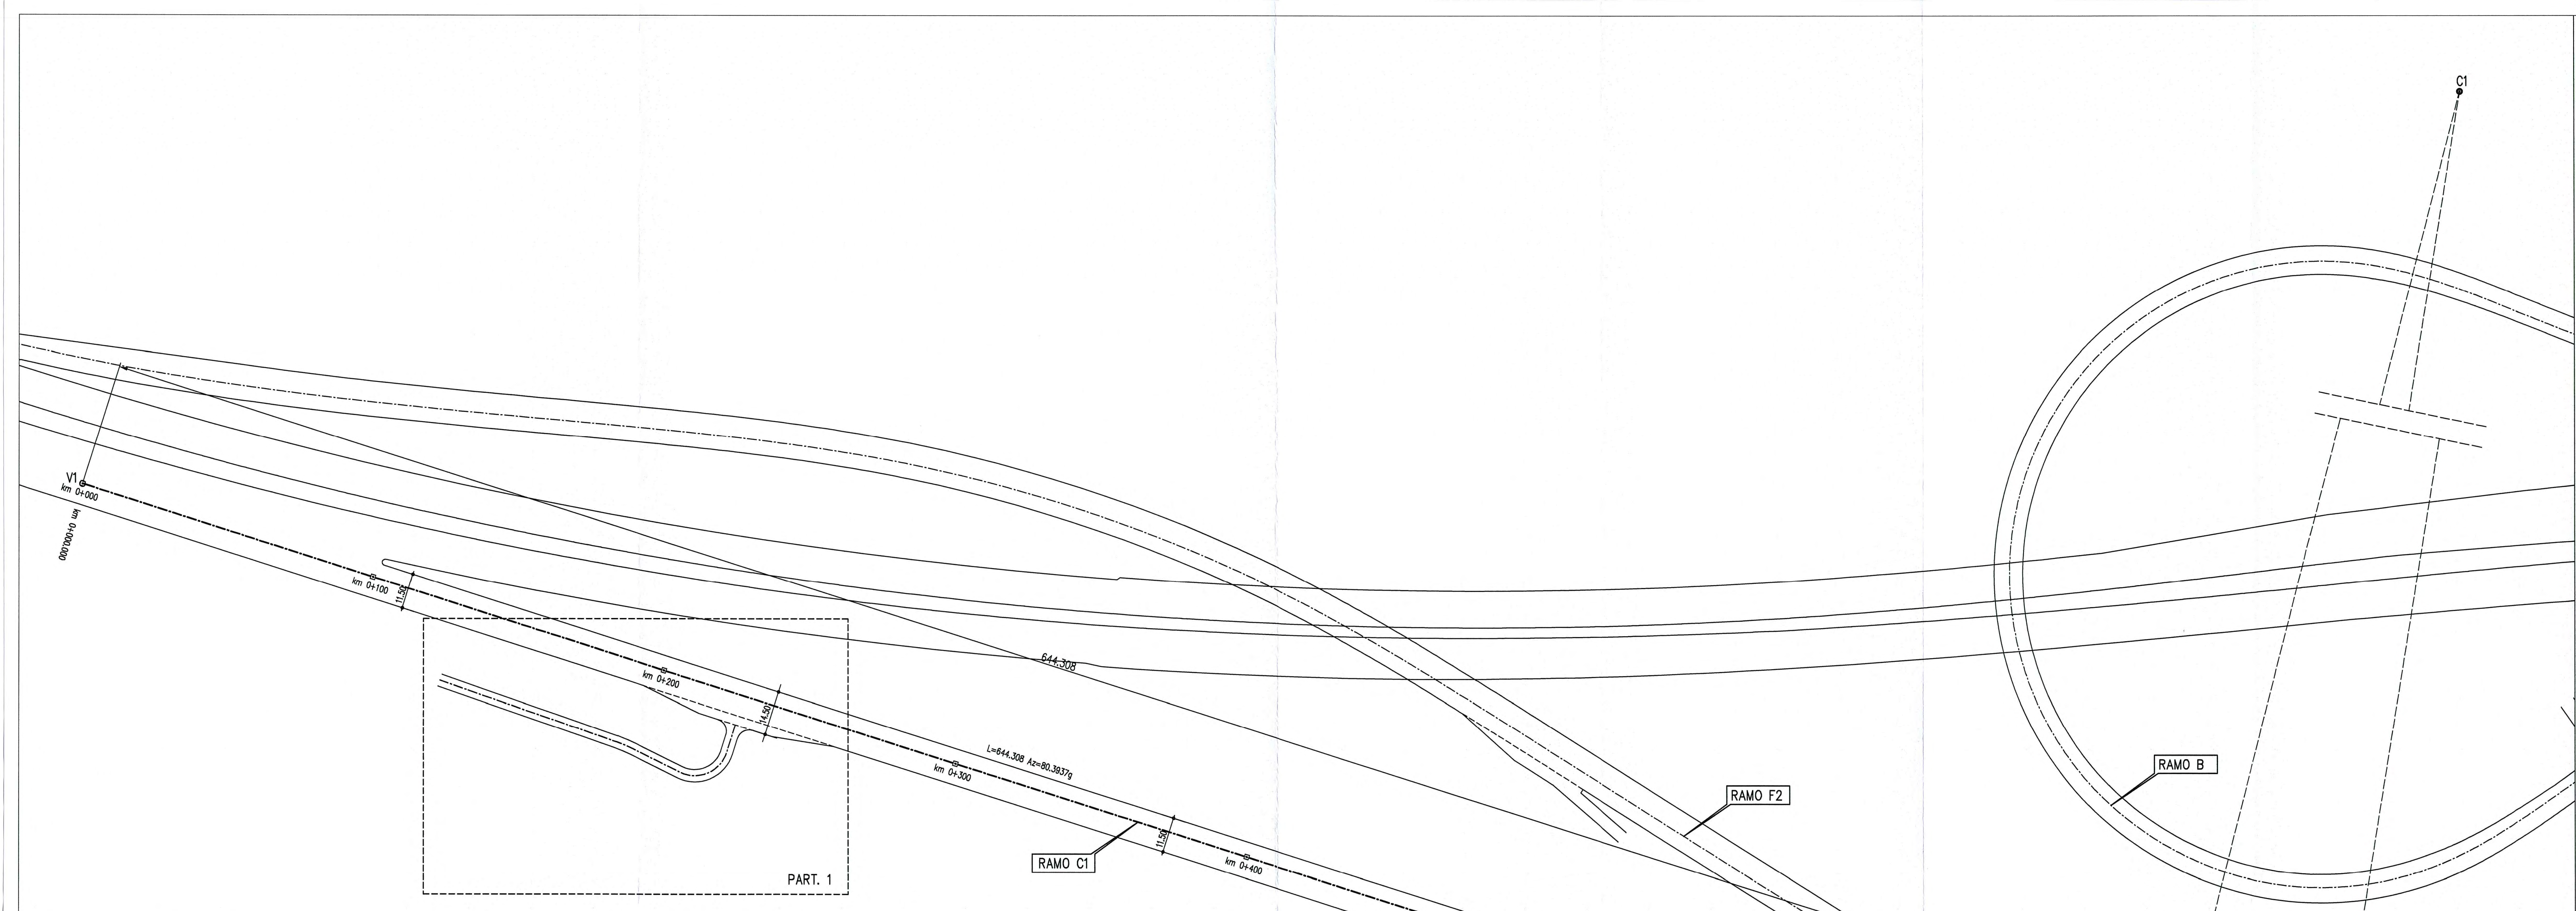 C1
V1
km 0+000
km 0+000.000
km 0+100
11.50
644.308
km 0+200
14.50
L=644.308 Az=80.3937g
km 0+300
RAMO B
RAMO F2
11.50
RAMO C1
km 0+400
PART. 1